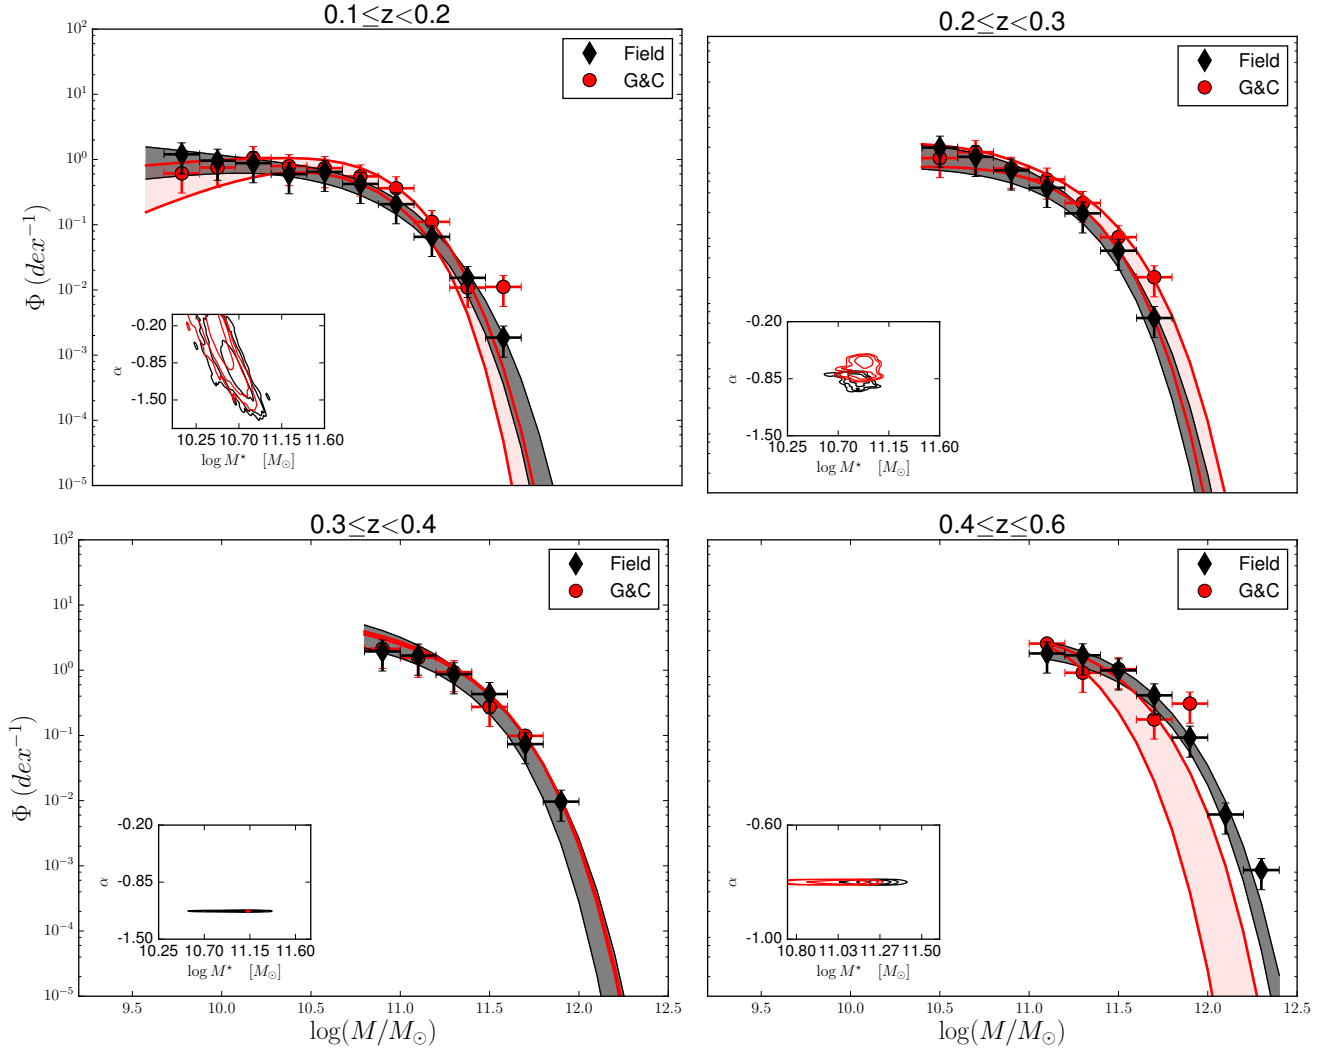 0.1≤z<0.2
10²
10¹
10⁰
10⁻¹
10⁻²
10⁻³
10⁻⁴
10⁻⁵
Φ (dex⁻¹)
Field
G&C
-0.20
-0.85
-1.50
α
10.25 10.70 11.15 11.60
log M⋆ [M⊙]
0.2≤z<0.3
Field
G&C
-0.20
-0.85
-1.50
α
10.25 10.70 11.15 11.60
log M⋆ [M⊙]
0.3≤z<0.4
10²
10¹
10⁰
10⁻¹
10⁻²
10⁻³
10⁻⁴
10⁻⁵
Φ (dex⁻¹)
Field
G&C
-0.20
-0.85
-1.50
α
10.25 10.70 11.15 11.60
log M⋆ [M⊙]
9.5 10.0 10.5 11.0 11.5 12.0 12.5
log(M/M⊙)
0.4≤z≤0.6
Field
G&C
-0.60
-1.00
α
10.80 11.03 11.27 11.50
log M⋆ [M⊙]
9.5 10.0 10.5 11.0 11.5 12.0 12.5
log(M/M⊙)